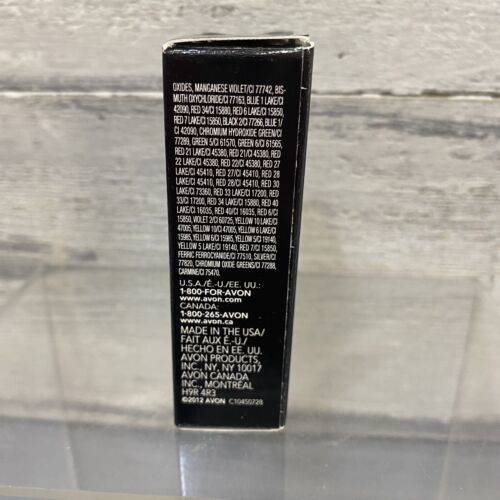 OXIDES, MANGANESE VIOLET/CI 77742, BIS-
MUTH OXYCHLORIDE/CI 77163, BLUE 1 LAKE/CI
42090, RED 34/CI 15880, RED 6 LAKE/CI 15850,
RED 7 LAKE/CI 15850, BLACK 2/CI 77266, BLUE 1/
CI 42090, CHROMIUM HYDROXIDE GREEN/CI
77289, GREEN 5/CI 61570, GREEN 6/CI 61565,
RED 21 LAKE/CI 45380, RED 21/CI 45380, RED
22 LAKE/CI 45380, RED 22/CI 45380, RED 27
LAKE/CI 45410, RED 27/CI 45410, RED 28
LAKE/CI 45410, RED 28/CI 45410, RED 30
LAKE/CI 73360, RED 33 LAKE/CI 17200, RED
33/CI 17200, RED 34 LAKE/CI 15880, RED 40
LAKE/CI 16035, RED 40/CI 16035, RED 6/CI
15850, VIOLET 2/CI 60725, YELLOW 10 LAKE/CI
47005, YELLOW 10/CI 47005, YELLOW 6 LAKE/CI
15985, YELLOW 6/CI 15985, YELLOW 5/CI 19140,
YELLOW 5 LAKE/CI 19140, RED 7/CI 15850,
FERRIC FERROCYANIDE/CI 77510, SILVER/CI
77820, CHROMIUM OXIDE GREENS/CI 77288,
CARMINE/CI 75470.
U.S.A./É.-U./EE. UU.:
1-800-FOR-AVON
www.avon.com
CANADA:
1-800-265-AVON
www.avon.ca
MADE IN THE USA/
FAIT AUX É.-U./
HECHO EN EE. UU.
AVON PRODUCTS,
INC., NY, NY 10017
AVON CANADA
INC., MONTRÉAL
H9R 4R3
©2012 AVON C10450728